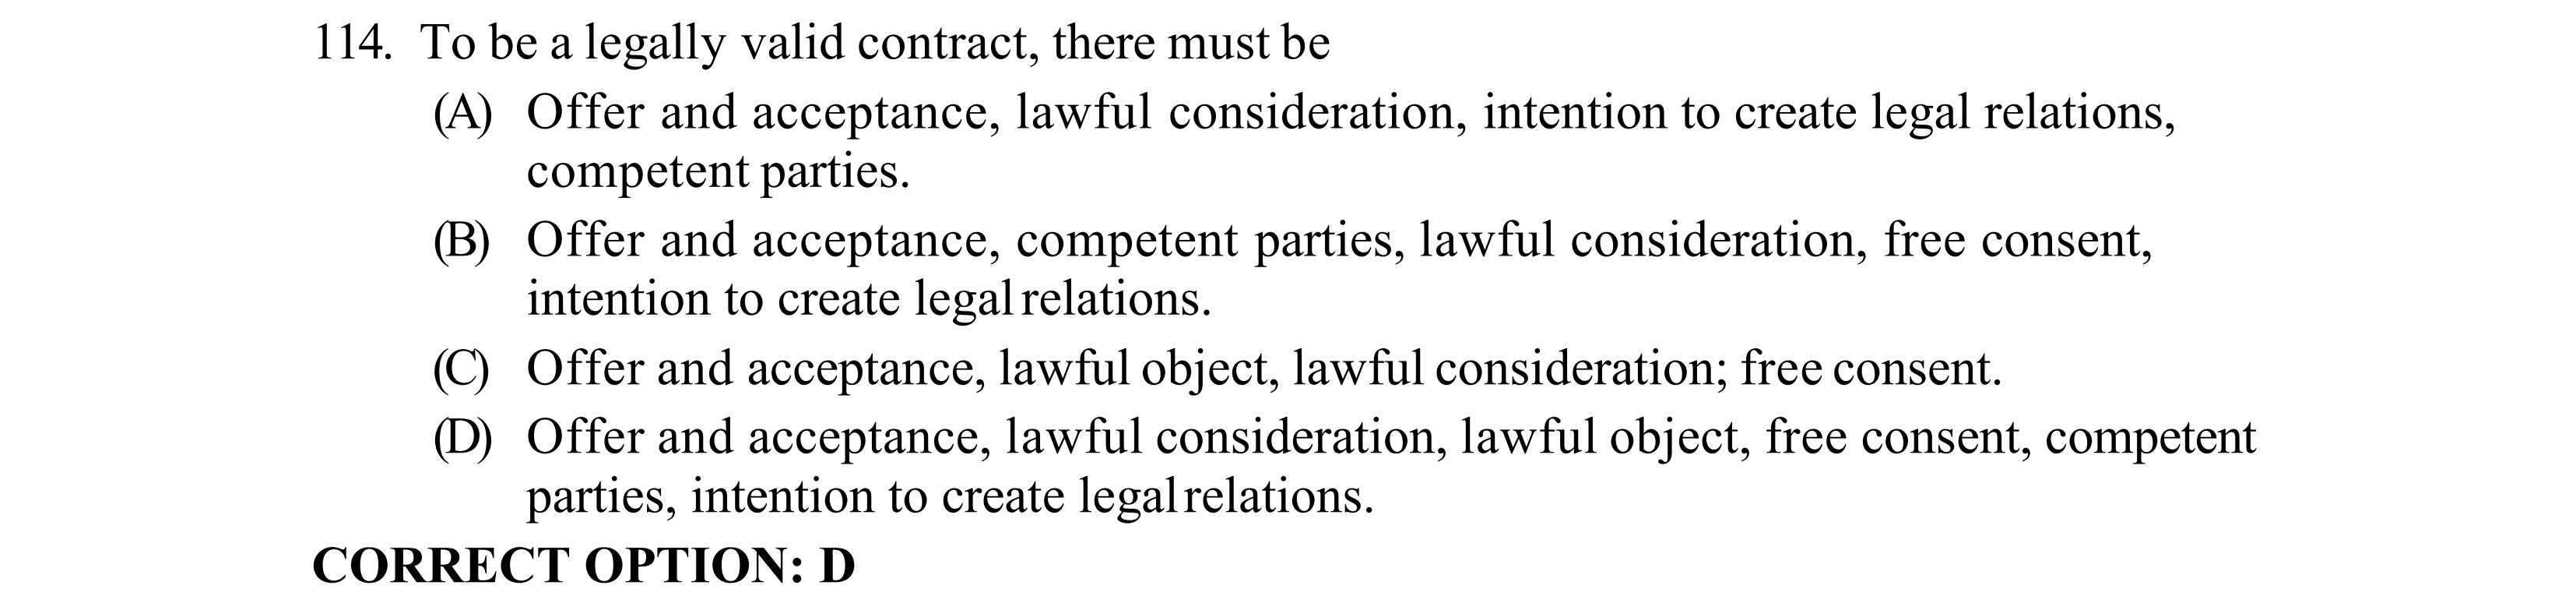 114. To be a legally valid contract, there must be
(A) Offer and acceptance, lawful consideration, intention to create legal relations,
competent parties.
(B) Offer and acceptance, competent parties, lawful consideration, free consent,
intention to create legal relations.
(C) Offer and acceptance, lawful object, lawful consideration; free consent.
(D) Offer and acceptance, lawful consideration, lawful object, free consent, competent
parties, intention to create legal relations.
CORRECT OPTION: D